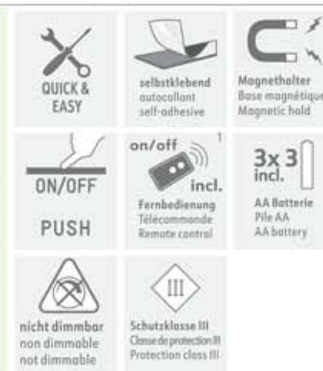 QUICK &
EASY
selbstklebend
autocollant
self-adhesive
Magnethalter
Base magnétique
Magnetic hold
ON/OFF
PUSH
on/off 1
incl.
Fernbedienung
Télécommande
Remote control
3x 3
incl.
AA Batterie
Pile AA
AA battery
nicht dimmbar
non dimmable
not dimmable
III
Schutzklasse III
Classe de protection III
Protection class III